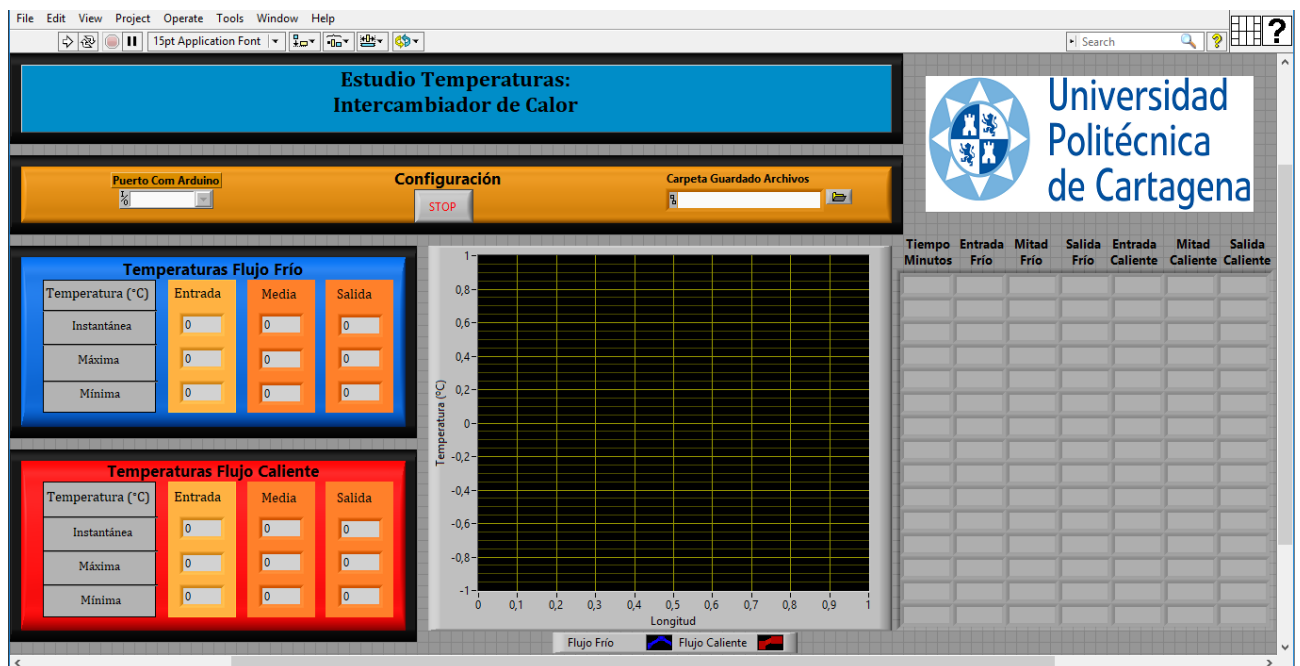 File Edit View Project Operate Tools Window Help
15pt Application Font
Search
?
?
Estudio Temperaturas:
Intercambiador de Calor
Universidad
Politécnica
de Cartagena
Puerto Com Arduino
Configuración
STOP
Carpeta Guardado Archivos
Temperaturas Flujo Frío
Temperatura (°C) Entrada Media Salida
Instantánea 0 0 0
Máxima 0 0 0
Mínima 0 0 0
Temperaturas Flujo Caliente
Temperatura (°C) Entrada Media Salida
Instantánea 0 0 0
Máxima 0 0 0
Mínima 0 0 0
Temperatura (°C)
1
0,8
0,6
0,4
0,2
0
-0,2
-0,4
-0,6
-0,8
-1
0 0,1 0,2 0,3 0,4 0,5 0,6 0,7 0,8 0,9 1
Longitud
Flujo Frío Flujo Caliente
Tiempo Entrada Mitad Salida Entrada Mitad Salida
Minutos Frío Frío Frío Caliente Caliente Caliente